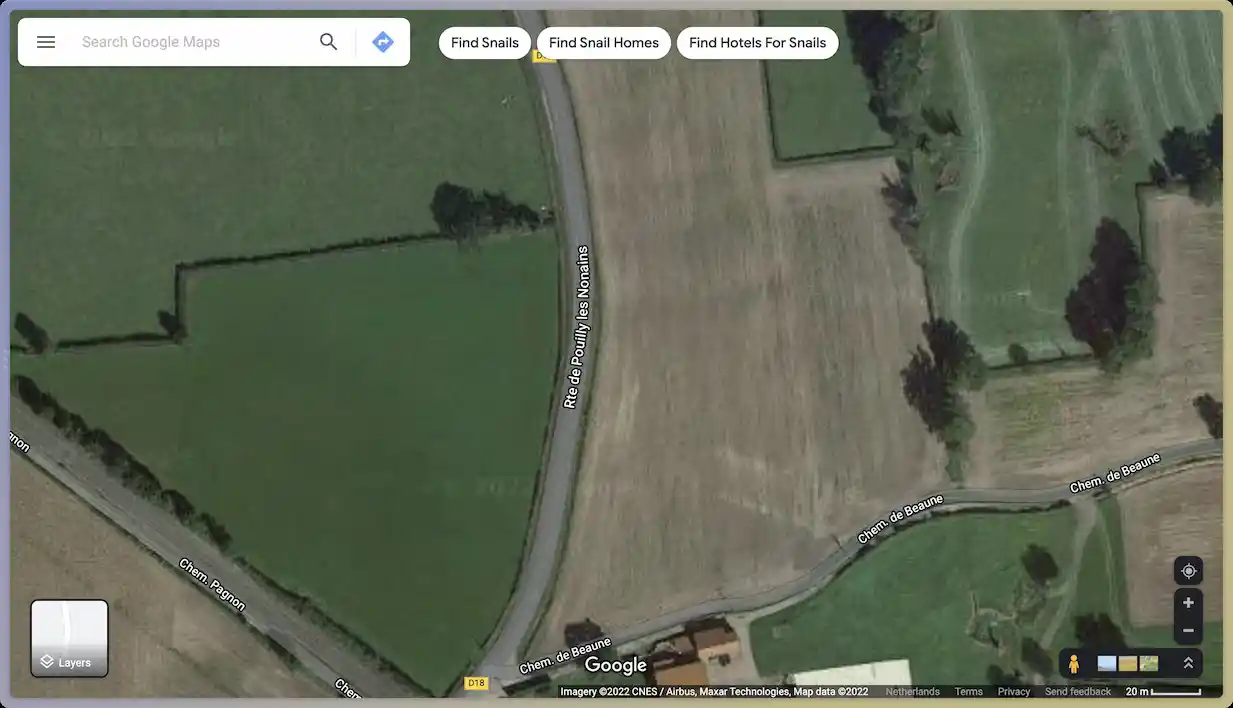 Search Google Maps
Find Snails
Find Snail Homes
Find Hotels For Snails
Rte de Pouilly les Nonains
Chem. de Beaune
Chem. de Beaune
Chem. Pagnon
Chem. de Beaune
Chem
D18
Layers
Google
Imagery ©2022 CNES / Airbus, Maxar Technologies, Map data ©2022
Netherlands
Terms
Privacy
Send feedback
20 m